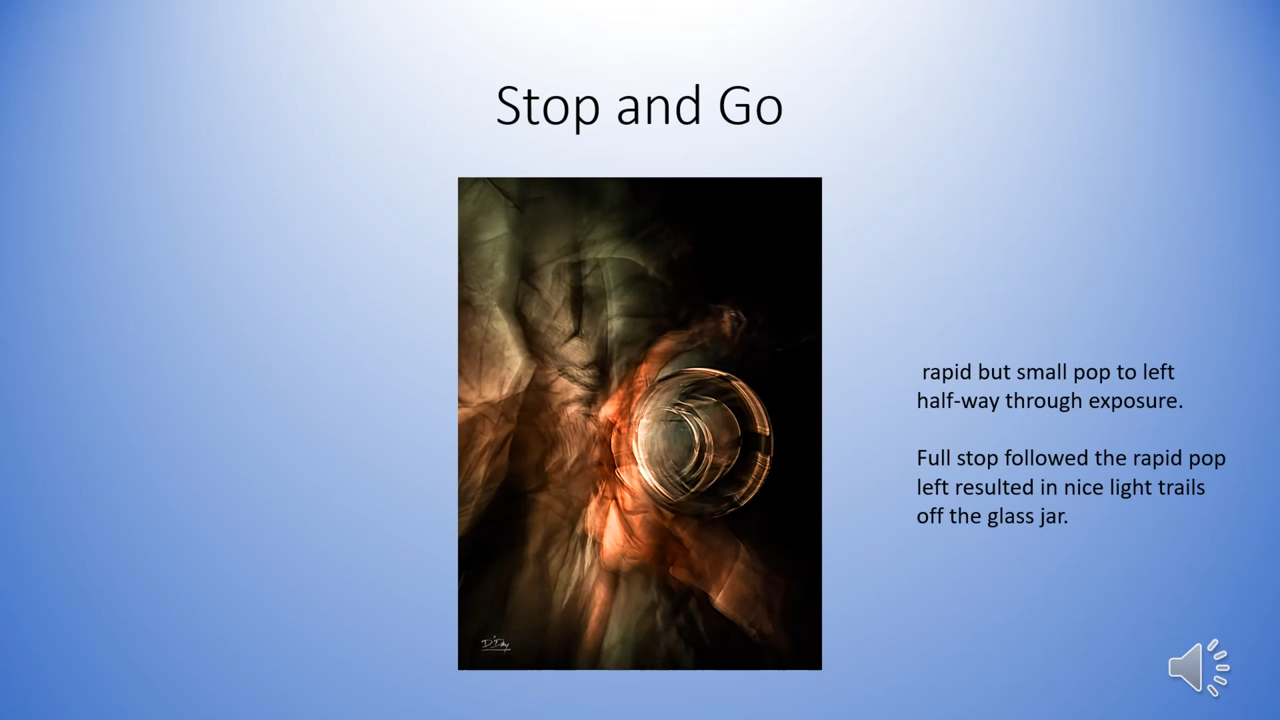 Stop and Go
rapid but small pop to left
half-way through exposure.
Full stop followed the rapid pop
left resulted in nice light trails
off the glass jar.
D'Day